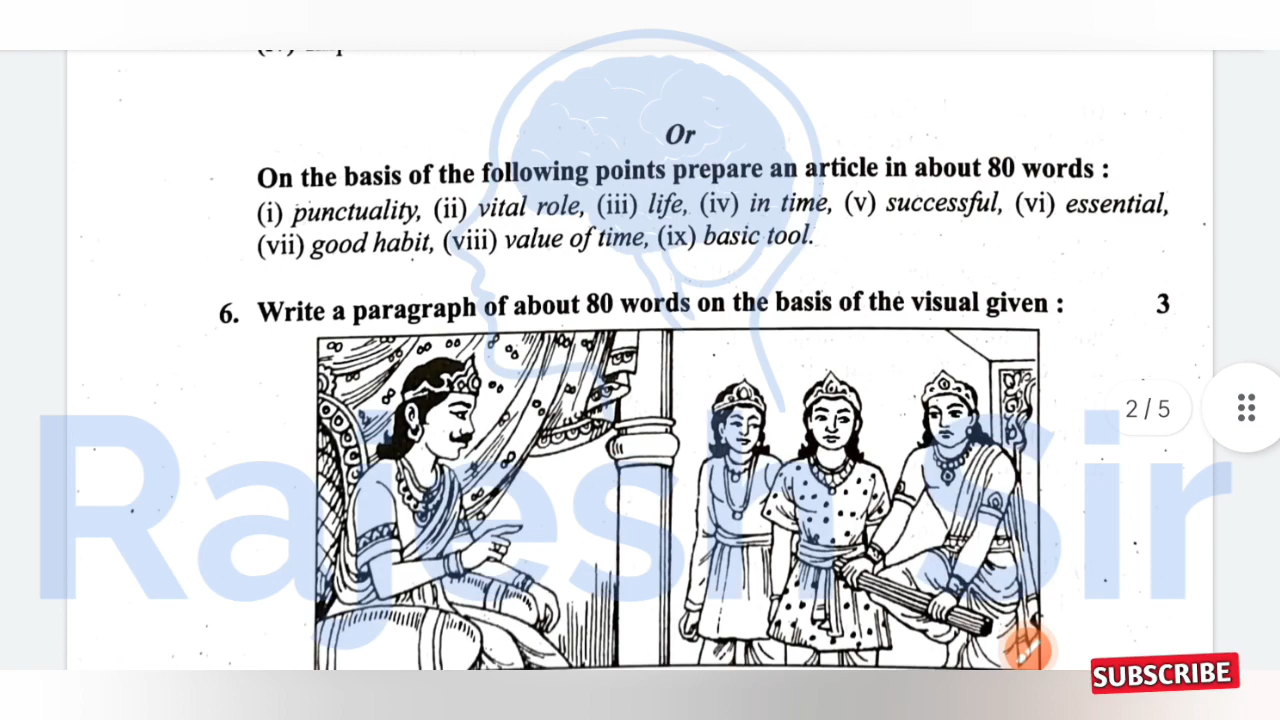 Or
On the basis of the following points prepare an article in about 80 words :
(i) punctuality, (ii) vital role, (iii) life, (iv) in time, (v) successful, (vi) essential,
(vii) good habit, (viii) value of time, (ix) basic tool.
6. Write a paragraph of about 80 words on the basis of the visual given : 3
2 / 5
Rajesh Sir
SUBSCRIBE